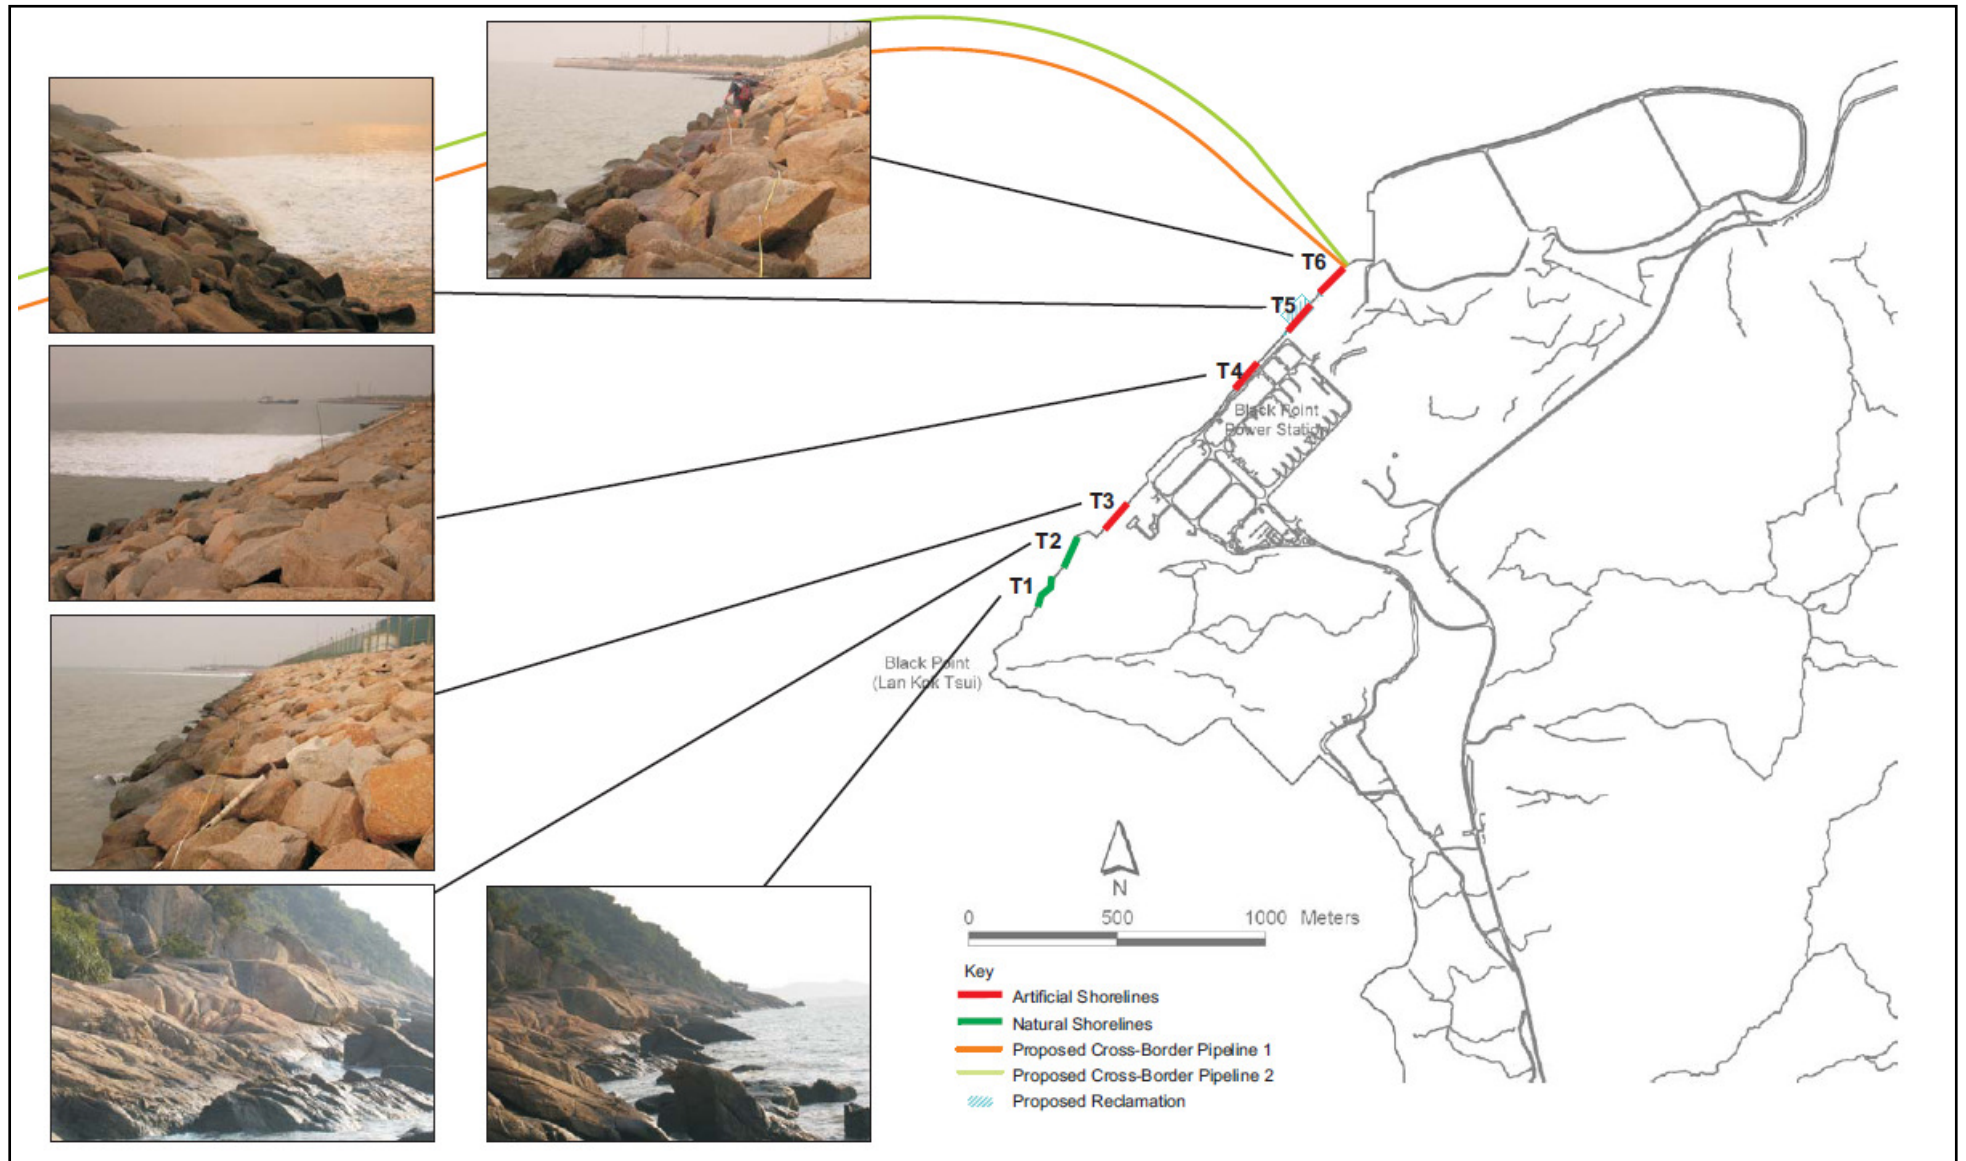 T6
T5
T4
Black Point
Power Station
T3
T2
T1
Black Point
(Lan Kok Tsui)
N
0 500 1000 Meters
Key
Artificial Shorelines
Natural Shorelines
Proposed Cross-Border Pipeline 1
Proposed Cross-Border Pipeline 2
Proposed Reclamation